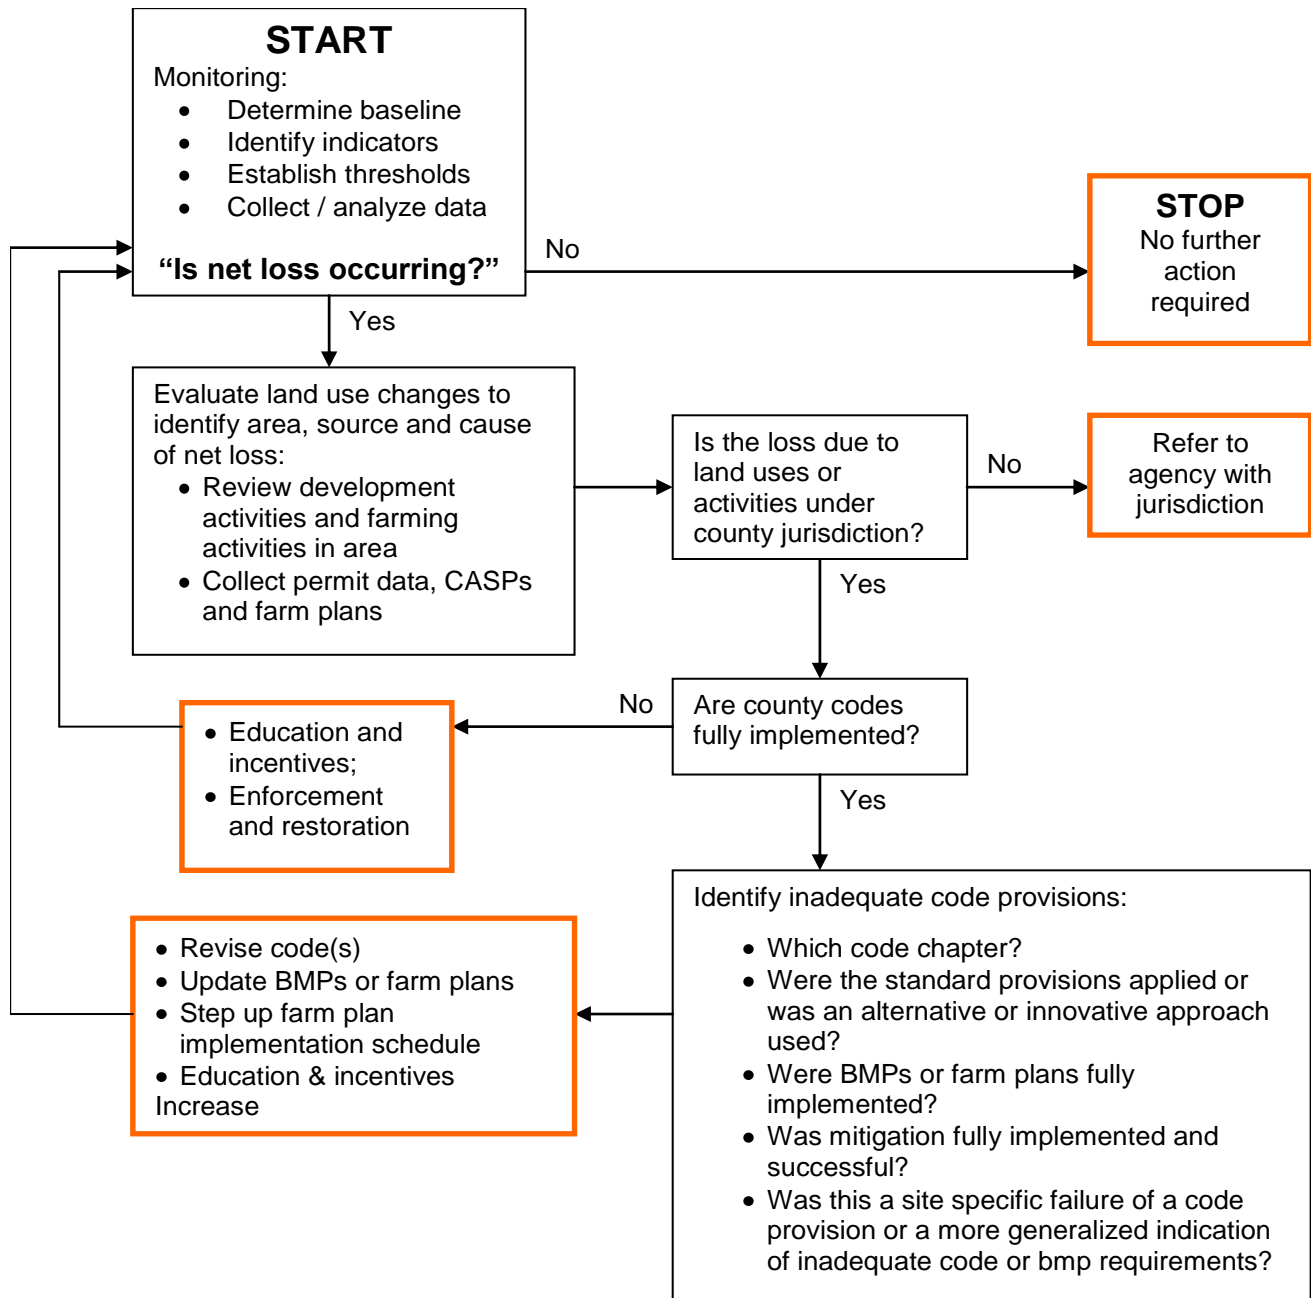 START
Monitoring:
• Determine baseline
• Identify indicators
• Establish thresholds
• Collect / analyze data
“Is net loss occurring?”
No
STOP
No further
action
required
Yes
Evaluate land use changes to
identify area, source and cause
of net loss:
• Review development
activities and farming
activities in area
• Collect permit data, CASPs
and farm plans
Is the loss due to
land uses or
activities under
county jurisdiction?
No
Refer to
agency with
jurisdiction
Yes
Are county codes
fully implemented?
No
• Education and
incentives;
• Enforcement
and restoration
Yes
Identify inadequate code provisions:
• Which code chapter?
• Were the standard provisions applied or
was an alternative or innovative approach
used?
• Were BMPs or farm plans fully
implemented?
• Was mitigation fully implemented and
successful?
• Was this a site specific failure of a code
provision or a more generalized indication
of inadequate code or bmp requirements?
• Revise code(s)
• Update BMPs or farm plans
• Step up farm plan
implementation schedule
• Education & incentives
Increase